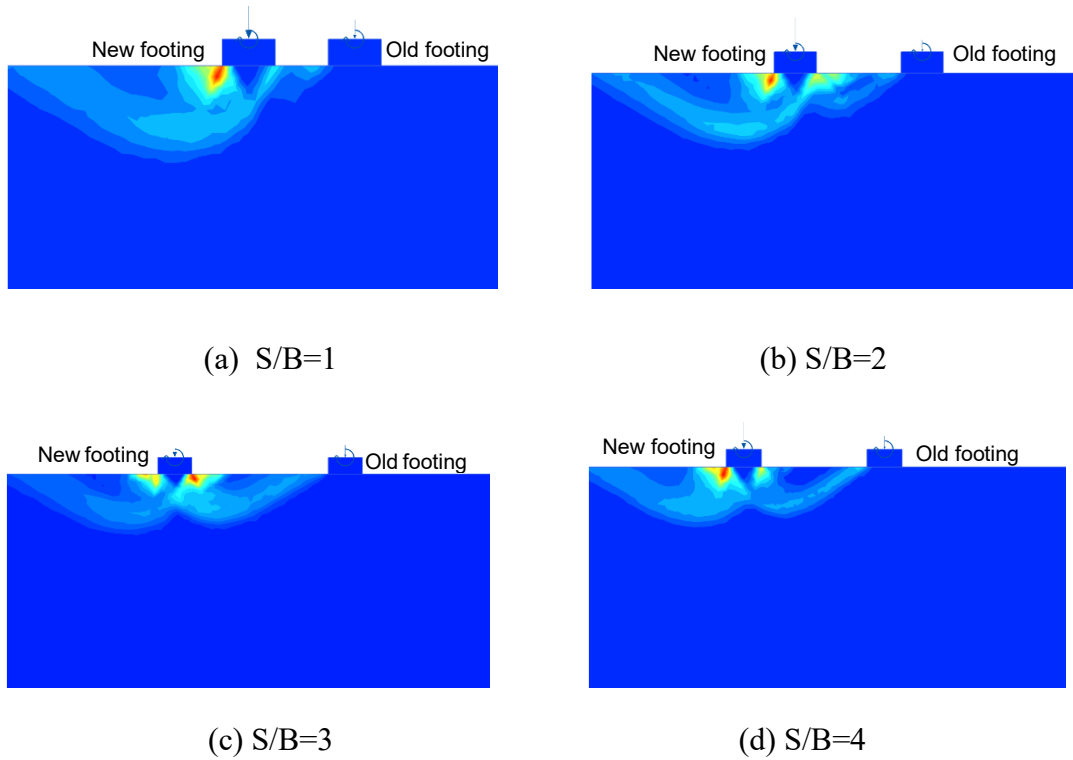 New footing
Old footing
New footing
Old footing
(a) S/B=1
(b) S/B=2
New footing
Old footing
New footing
Old footing
(c) S/B=3
(d) S/B=4